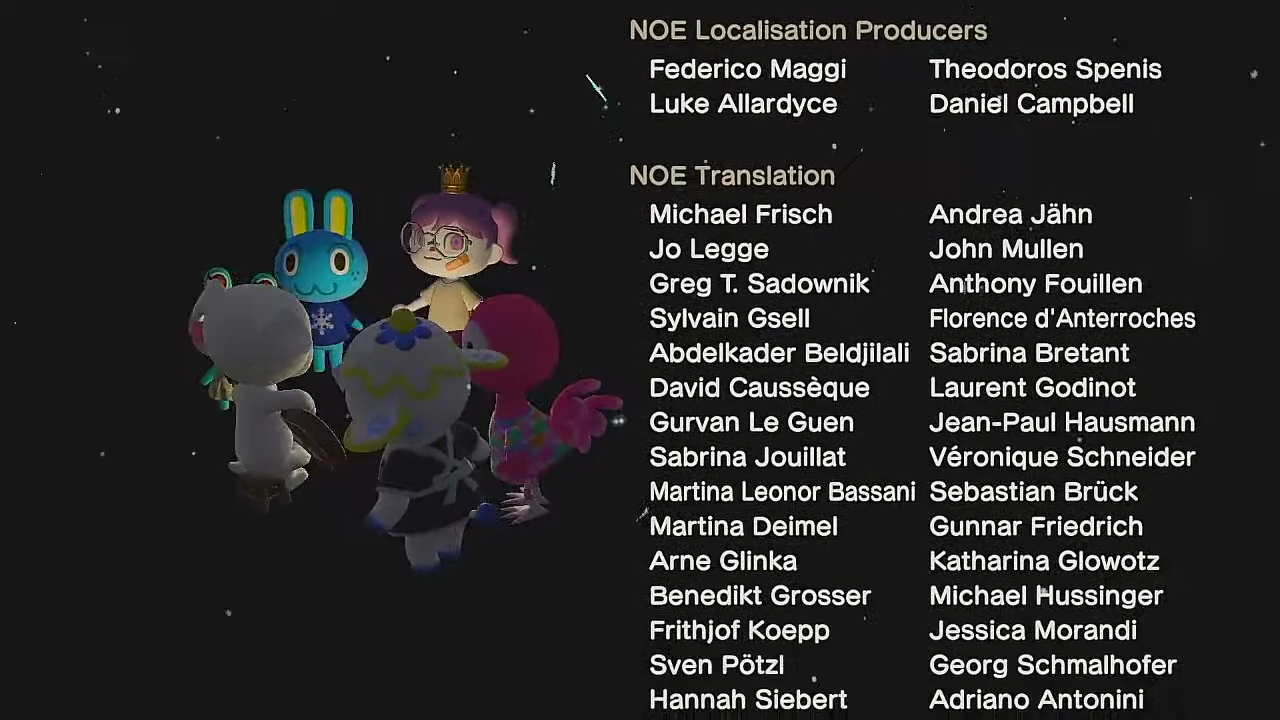 NOE Localisation Producers
Federico Maggi Theodoros Spenis
Luke Allardyce Daniel Campbell
NOE Translation
Michael Frisch Andrea Jähn
Jo Legge John Mullen
Greg T. Sadownik Anthony Fouillen
Sylvain Gsell Florence d'Anterroches
Abdelkader Beldjilali Sabrina Bretant
David Caussèque Laurent Godinot
Gurvan Le Guen Jean-Paul Hausmann
Sabrina Jouillat Véronique Schneider
Martina Leonor Bassani Sebastian Brück
Martina Deimel Gunnar Friedrich
Arne Glinka Katharina Glowotz
Benedikt Grosser Michael Hussinger
Frithjof Koepp Jessica Morandi
Sven Pötzl Georg Schmalhofer
Hannah Siebert Adriano Antonini